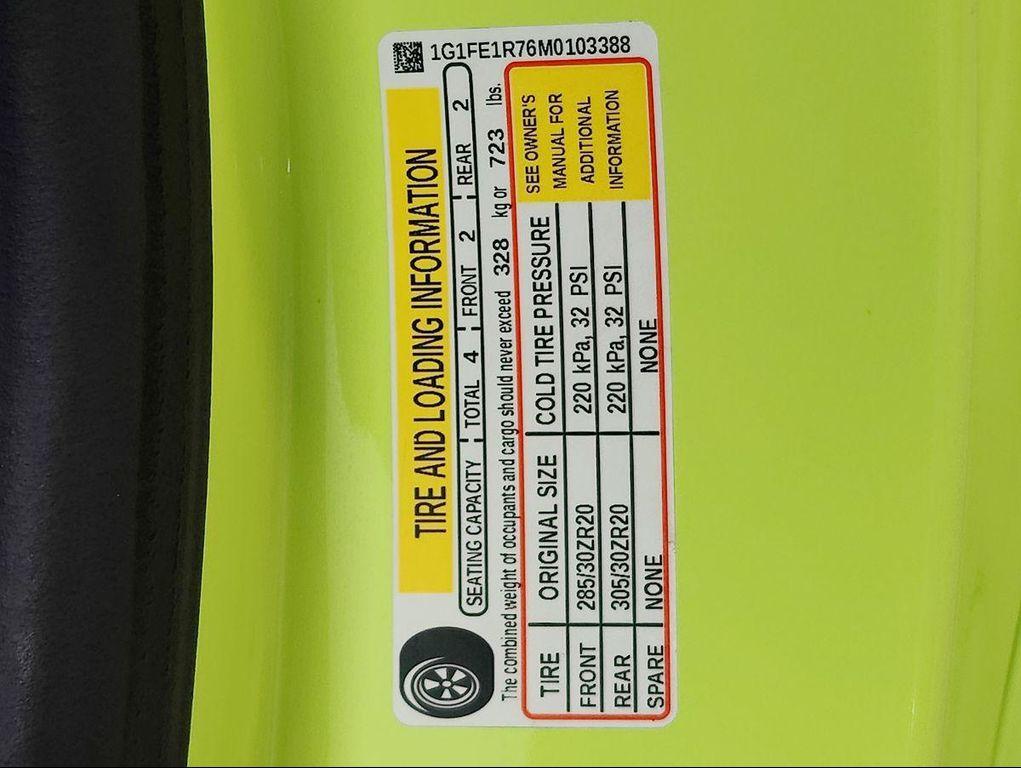 1G1FE1R76M0103388
TIRE AND LOADING INFORMATION
SEATING CAPACITY TOTAL 4 FRONT 2 REAR 2
The combined weight of occupants and cargo should never exceed 328 kg or 723 lbs.
TIRE ORIGINAL SIZE COLD TIRE PRESSURE
FRONT 285/30ZR20 220 kPa, 32 PSI
REAR 305/30ZR20 220 kPa, 32 PSI
SPARE NONE NONE
SEE OWNER'S
MANUAL FOR
ADDITIONAL
INFORMATION